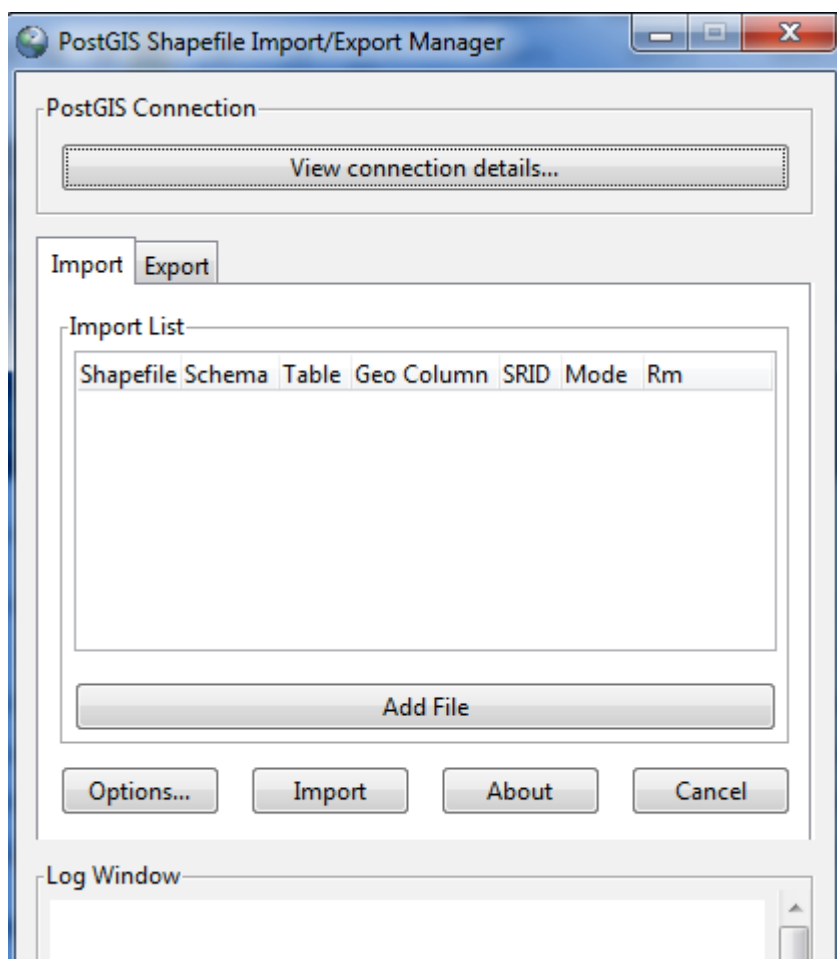 PostGIS Shapefile Import/Export Manager
PostGIS Connection
View connection details...
Import Export
Import List
Shapefile Schema Table Geo Column SRID Mode Rm
Add File
Options... Import About Cancel
Log Window